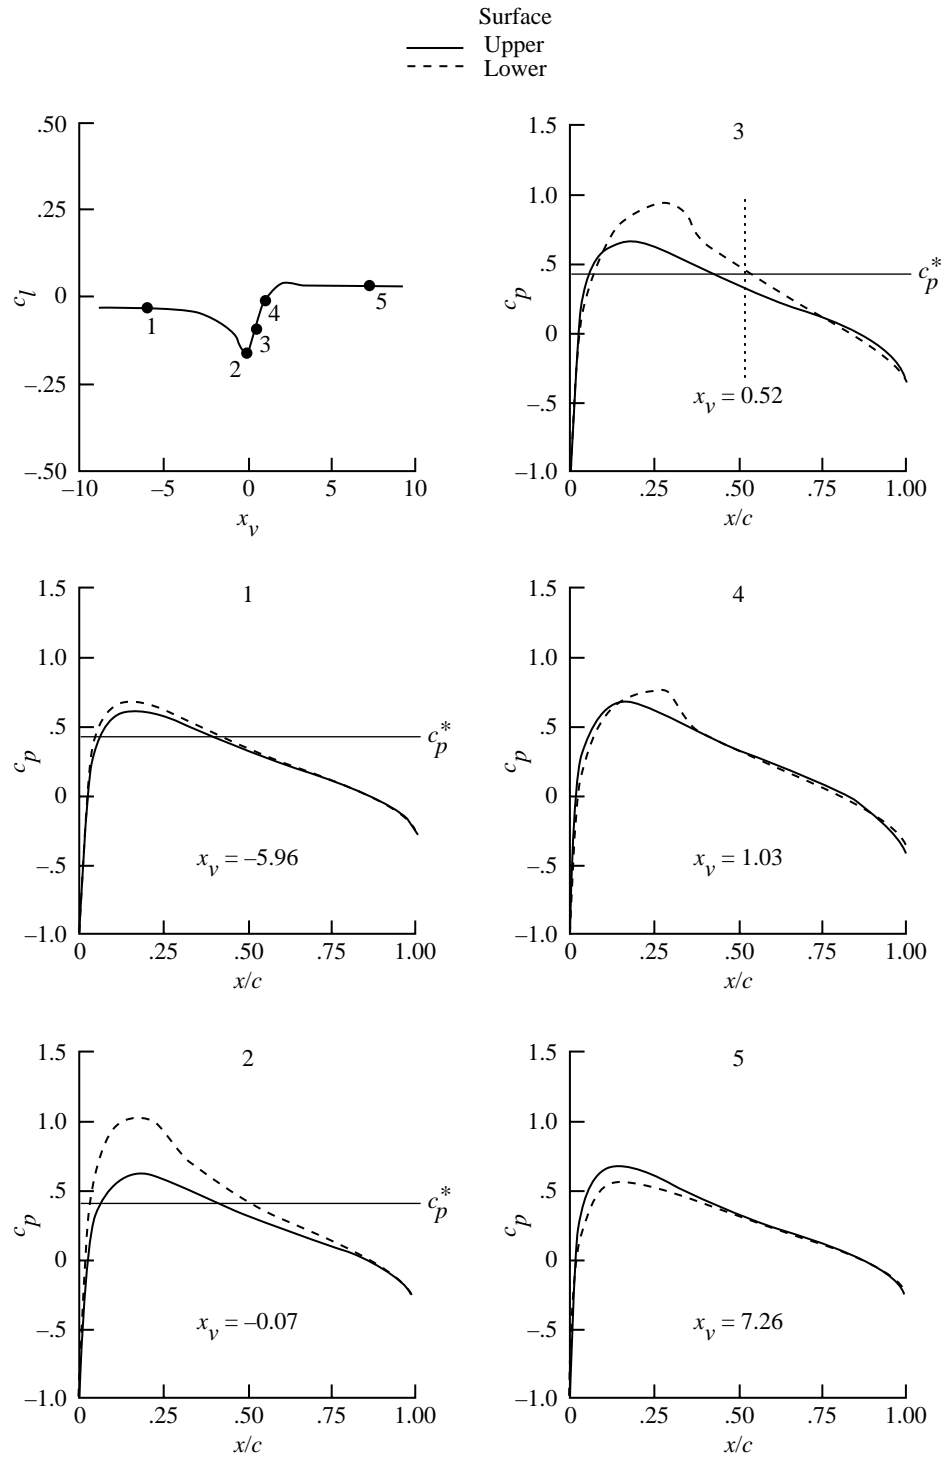 Surface
Upper
Lower
.50
.25
0
–.25
–.50
c_l
–10 –5 0 5 10
x_v
1
2
3
4
5
3
1.5
1.0
.5
0
–.5
–1.0
c_p
c_p*
x_v = 0.52
0 .25 .50 .75 1.00
x/c
1
1.5
1.0
.5
0
–.5
–1.0
c_p
c_p*
x_v = –5.96
0 .25 .50 .75 1.00
x/c
4
1.5
1.0
.5
0
–.5
–1.0
c_p
x_v = 1.03
0 .25 .50 .75 1.00
x/c
2
1.5
1.0
.5
0
–.5
–1.0
c_p
c_p*
x_v = –0.07
0 .25 .50 .75 1.00
x/c
5
1.5
1.0
.5
0
–.5
–1.0
c_p
x_v = 7.26
0 .25 .50 .75 1.00
x/c